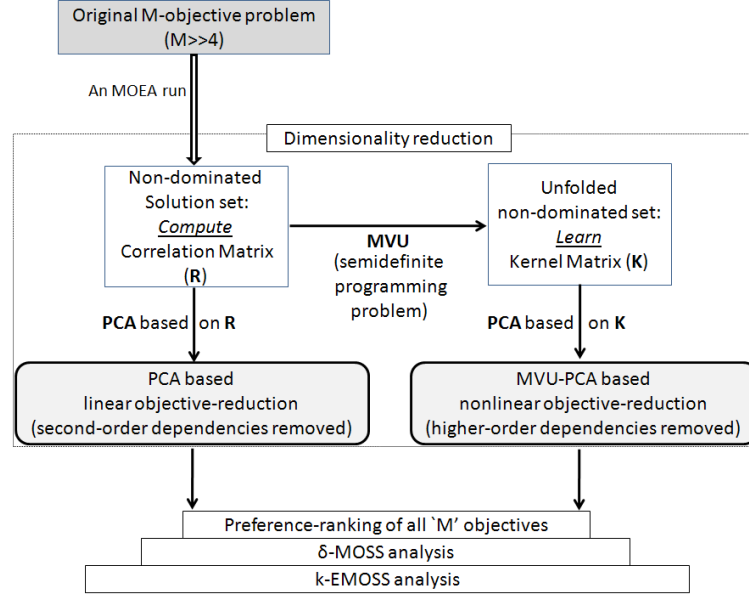 Original M-objective problem
(M>>4)
An MOEA run
Dimensionality reduction
Non-dominated
Solution set:
Compute
Correlation Matrix
(R)
MVU
(semidefinite
programming
problem)
Unfolded
non-dominated set:
Learn
Kernel Matrix (K)
PCA based on R
PCA based on K
PCA based
linear objective-reduction
(second-order dependencies removed)
MVU-PCA based
nonlinear objective-reduction
(higher-order dependencies removed)
Preference-ranking of all `M' objectives
δ-MOSS analysis
k-EMOSS analysis